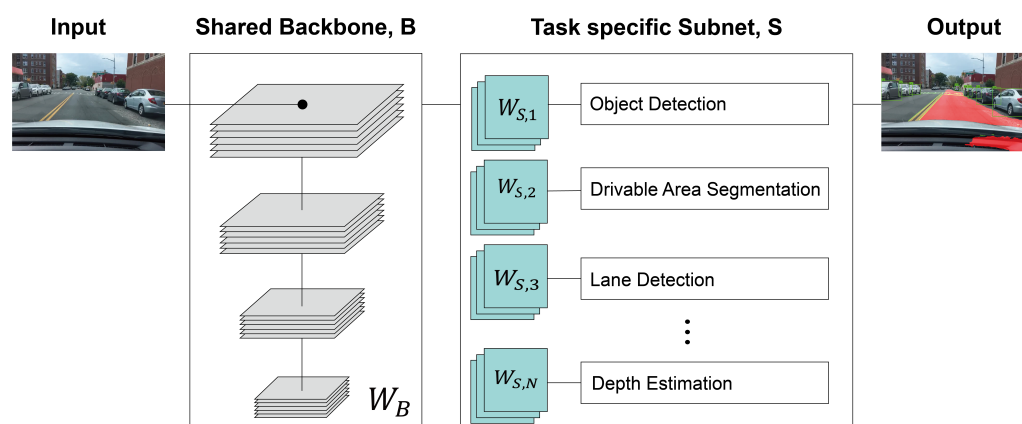 Input
Shared Backbone, B
Task specific Subnet, S
Output
W_{S,1}
Object Detection
W_{S,2}
Drivable Area Segmentation
W_{S,3}
Lane Detection
W_{S,N}
Depth Estimation
W_B